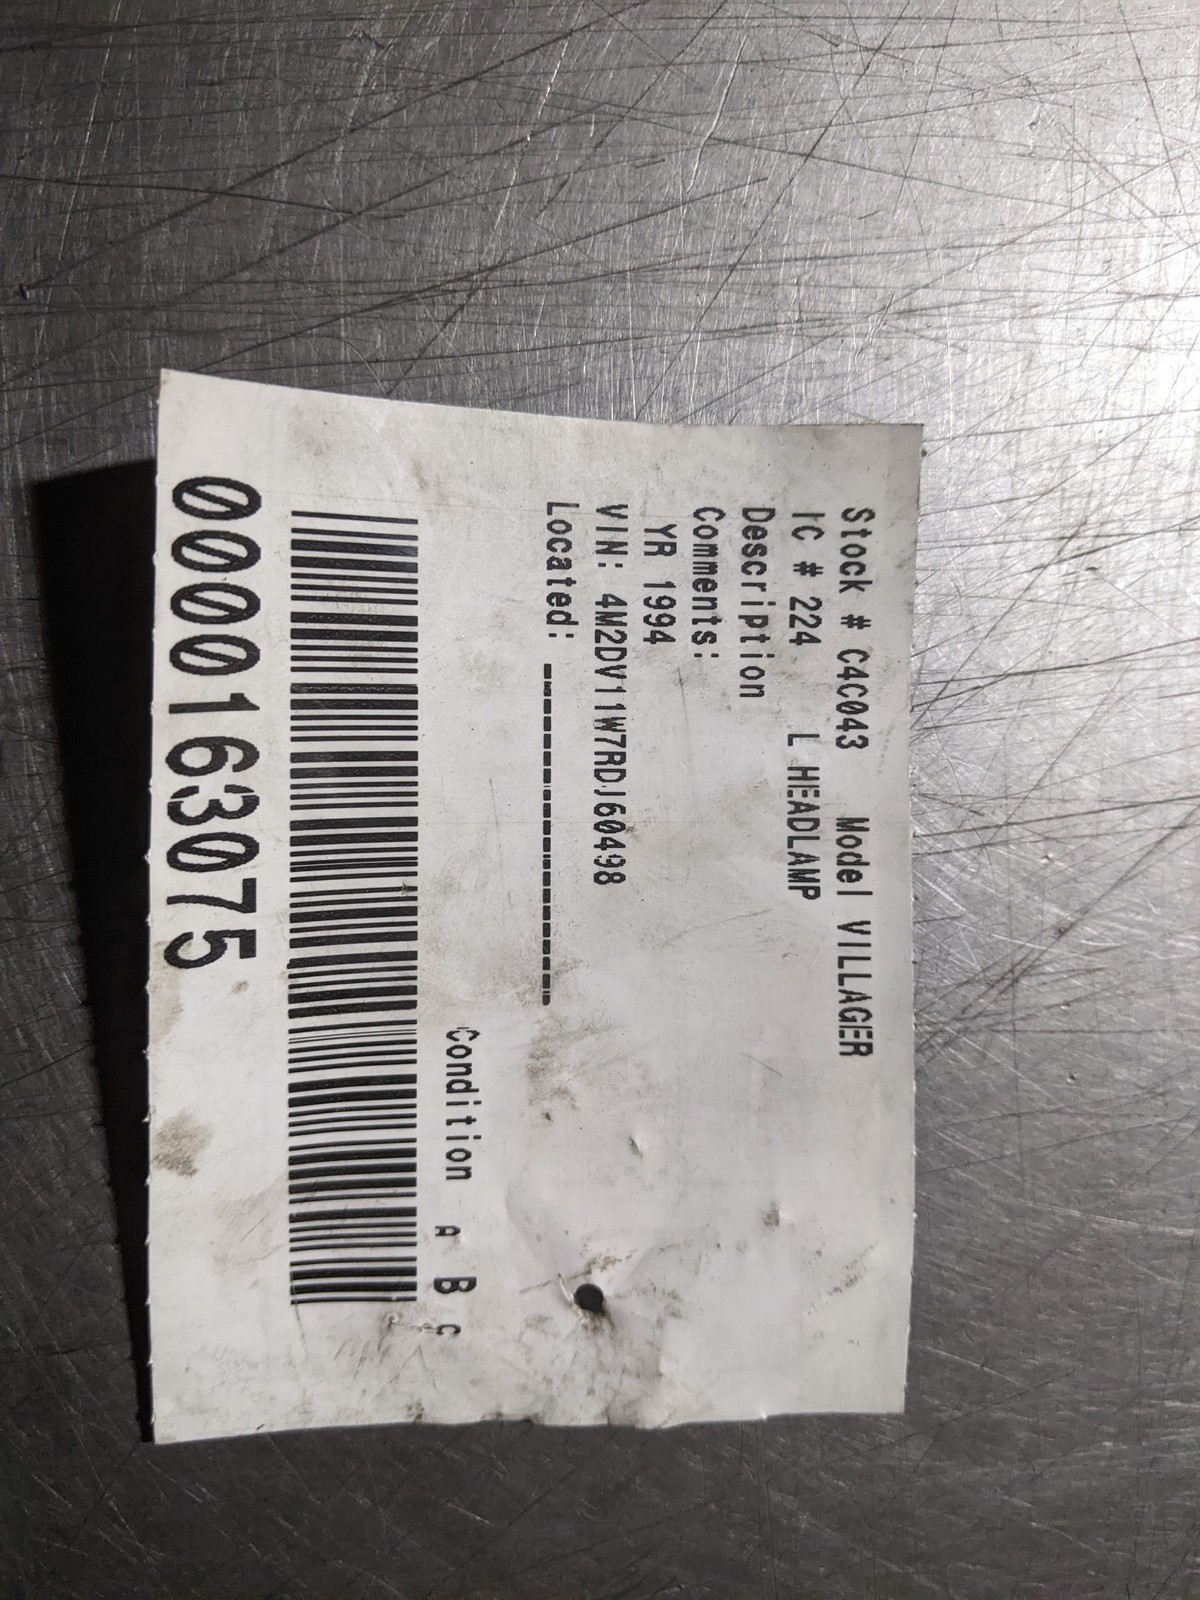 Stock # C4C043 Model VILLAGER
IC # 224 L HEADLAMP
Description
Comments:
YR 1994
VIN: 4M2DV11W7RDJ60498
Located: _ _ _ _ _ _ _ _ _ _ _ _ _ _ _ _ _ _
Condition A B C
0000163075